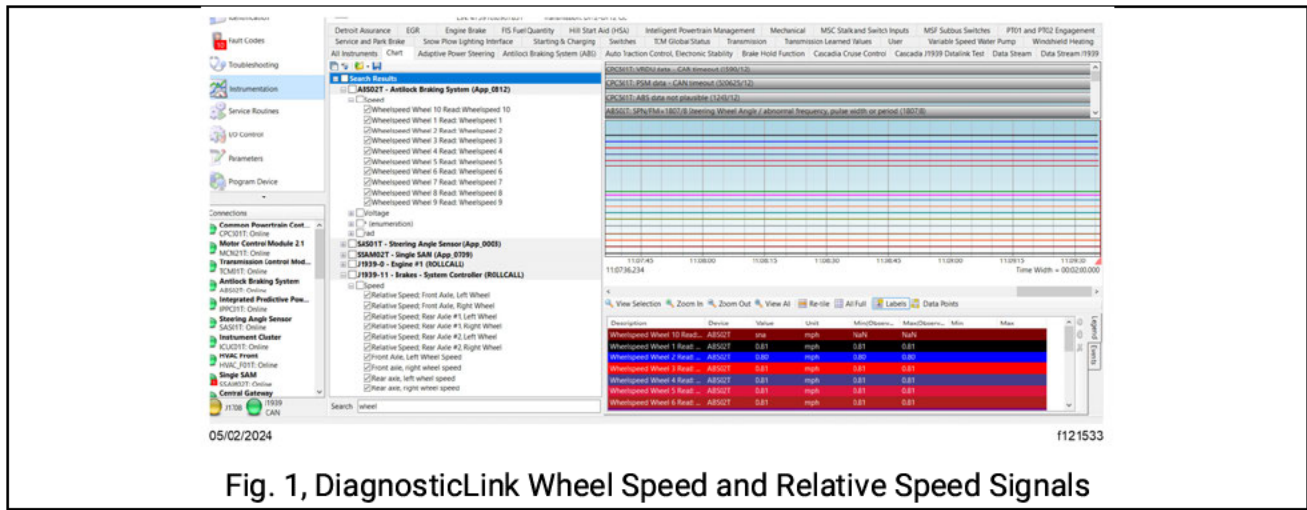 Detroit Assurance EGR Engine Brake FIS Fuel Quantity Hill Start Aid (HSA) Intelligent Powertrain Management Mechanical MSC Stalk and Switch Inputs MSF Subbus Switches PT01 and PT02 Engagement
Service and Park Brake Snow Plow Lighting Interface Starting & Charging Switches TCM Global Status Transmission Transmission Learned Values User Variable Speed Water Pump Windshield Heating
All Instruments Chart Adaptive Power Steering Antilock Braking System (ABS) Auto Traction Control, Electronic Stability Brake Hold Function Cascadia Cruise Control Cascadia J1939 Datalink Test Data Stream Data Stream J1939
Fault Codes
10
Troubleshooting
Instrumentation
Service Routines
I/O Control
Parameters
Program Device
Connections
Common Powertrain Cont...
CPC501T: Online
Motor Control Module 2.1
MCM21T: Online
Transmission Control Mod...
TCM01T: Online
Antilock Braking System
ABS02T: Online
Integrated Predictive Pow...
IPPC01T: Online
Steering Angle Sensor
SAS01T: Online
Instrument Cluster
ICUC01T: Online
HVAC Front
HVAC_F01T: Online
Single SAM
SSAM02T: Online
Central Gateway
J1708
J1939
CAN
Search Results
ABS02T - Antilock Braking System (App_0812)
Speed
Wheelspeed Wheel 10 Read: Wheelspeed 10
Wheelspeed Wheel 1 Read: Wheelspeed 1
Wheelspeed Wheel 2 Read: Wheelspeed 2
Wheelspeed Wheel 3 Read: Wheelspeed 3
Wheelspeed Wheel 4 Read: Wheelspeed 4
Wheelspeed Wheel 5 Read: Wheelspeed 5
Wheelspeed Wheel 6 Read: Wheelspeed 6
Wheelspeed Wheel 7 Read: Wheelspeed 7
Wheelspeed Wheel 8 Read: Wheelspeed 8
Wheelspeed Wheel 9 Read: Wheelspeed 9
Voltage
* (enumeration)
rad
SAS01T - Steering Angle Sensor (App_0003)
SSAM02T - Single SAM (App_0709)
J1939-0 - Engine #1 (ROLLCALL)
J1939-11 - Brakes - System Controller (ROLLCALL)
Speed
Relative Speed; Front Axle, Left Wheel
Relative Speed; Front Axle, Right Wheel
Relative Speed; Rear Axle #1, Left Wheel
Relative Speed; Rear Axle #1, Right Wheel
Relative Speed; Rear Axle #2, Left Wheel
Relative Speed; Rear Axle #2, Right Wheel
Front Axle, Left Wheel Speed
Front axle, right wheel speed
Rear axle, left wheel speed
Rear axle, right wheel speed
Search wheel
CPC501T: VRDU data - CAN timeout (1590/12)
CPC501T: PSM data - CAN timeout (520625/12)
CPC501T: ABS data not plausible (1243/12)
ABS02T: SPN/FMI=1807/8 Steering Wheel Angle / abnormal frequency, pulse width or period (1807/8)
11:07:45 11:08:00 11:08:15 11:08:30 11:08:45 11:09:00 11:09:15 11:09:30
11:07:36.234 Time Width = 00:02:00.000
View Selection Zoom In Zoom Out View All Re-tile All Full Labels Data Points
Description Device Value Unit Min(Observ... Max(Observ... Min Max
Wheelspeed Wheel 10 Read:... ABS02T sna mph NaN NaN
Wheelspeed Wheel 1 Read: ... ABS02T 0.81 mph 0.81 0.81
Wheelspeed Wheel 2 Read: ... ABS02T 0.80 mph 0.80 0.80
Wheelspeed Wheel 3 Read: ... ABS02T 0.81 mph 0.81 0.81
Wheelspeed Wheel 4 Read: ... ABS02T 0.81 mph 0.81 0.81
Wheelspeed Wheel 5 Read: ... ABS02T 0.81 mph 0.81 0.81
Wheelspeed Wheel 6 Read: ... ABS02T 0.81 mph 0.81 0.81
Legend
Events
05/02/2024 f121533
Fig. 1, DiagnosticLink Wheel Speed and Relative Speed Signals